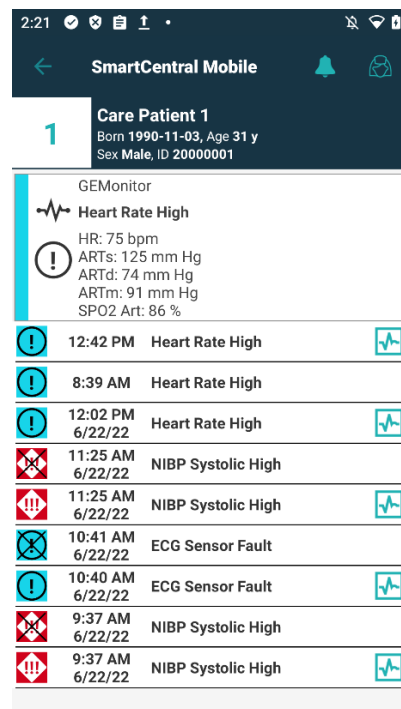 2:21
SmartCentral Mobile
1
Care Patient 1
Born 1990-11-03, Age 31 y
Sex Male, ID 20000001
GEMonitor
Heart Rate High
HR: 75 bpm
ARTs: 125 mm Hg
ARTd: 74 mm Hg
ARTm: 91 mm Hg
SPO2 Art: 86 %
! 12:42 PM Heart Rate High
! 8:39 AM Heart Rate High
! 12:02 PM Heart Rate High
6/22/22
!!! 11:25 AM NIBP Systolic High
6/22/22
!!! 11:25 AM NIBP Systolic High
6/22/22
! 10:41 AM ECG Sensor Fault
6/22/22
! 10:40 AM ECG Sensor Fault
6/22/22
!!! 9:37 AM NIBP Systolic High
6/22/22
!!! 9:37 AM NIBP Systolic High
6/22/22